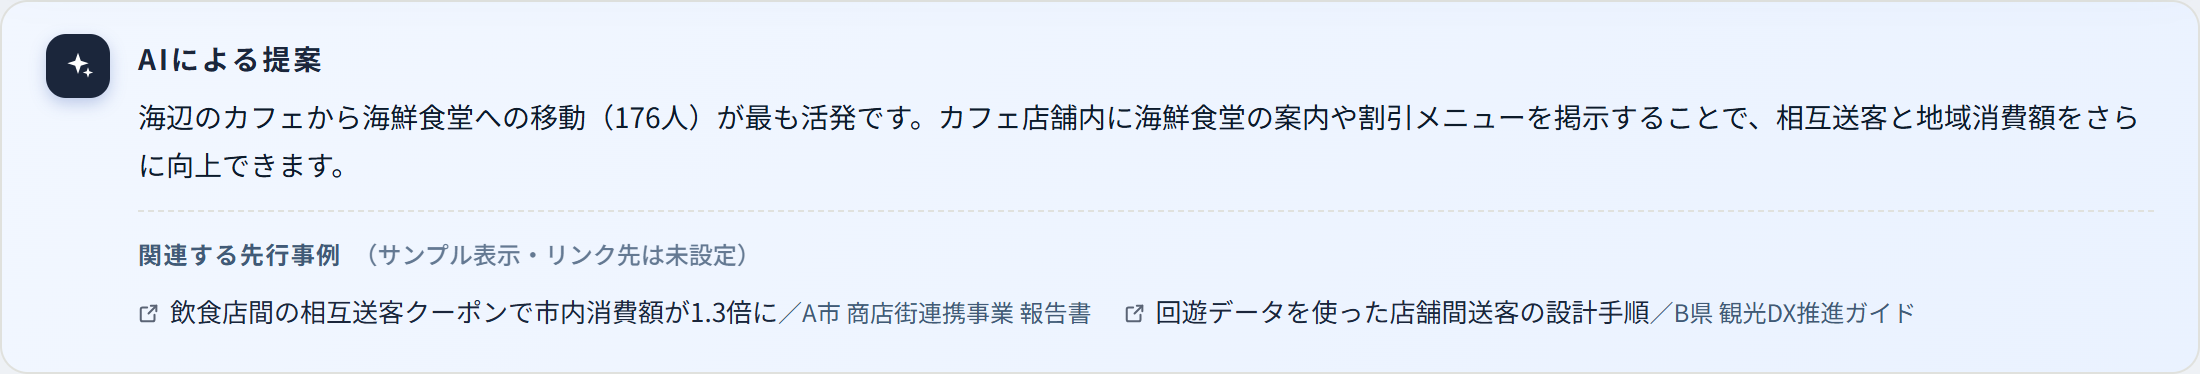 AIによる提案
海辺のカフェから海鮮食堂への移動（176人）が最も活発です。カフェ店舗内に海鮮食堂の案内や割引メニューを掲示することで、相互送客と地域消費額をさら
に向上できます。
関連する先行事例 （サンプル表示・リンク先は未設定）
飲食店間の相互送客クーポンで市内消費額が1.3倍に／A市 商店街連携事業 報告書 回遊データを使った店舗間送客の設計手順／B県 観光DX推進ガイド